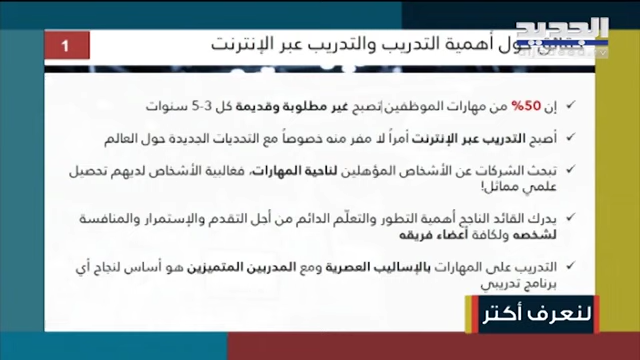 الجديد
1
حول أهمية التدريب والتدريب عبر الإنترنت
إن 50% من مهارات الموظفين تصبح غير مطلوبة وقديمة كل 3-5 سنوات
أصبح التدريب عبر الإنترنت أمراً لا مفر منه خصوصاً مع التحديات الجديدة حول العالم
تبحث الشركات عن الأشخاص المؤهلين لناحية المهارات، فغالبية الأشخاص لديهم تحصيل
علمي مماثل!
يدرك القائد الناجح أهمية التطور والتعلّم الدائم من أجل التقدم والإستمرار والمنافسة
لشخصه ولكافة أعضاء فريقه
التدريب على المهارات بالإساليب العصرية ومع المدربين المتميزين هو أساس لنجاح أي
برنامج تدريبي
لنعرف أكتر